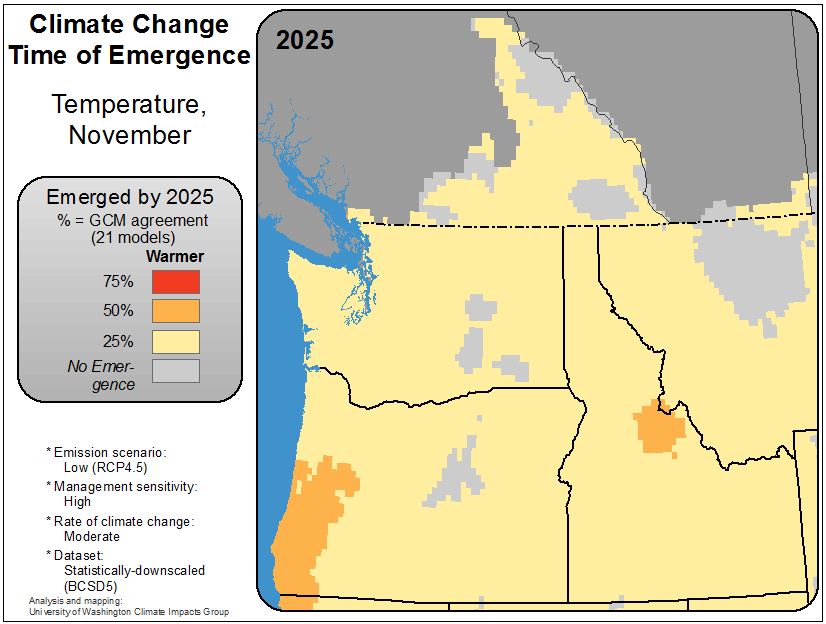 Climate Change
Time of Emergence
Temperature,
November
Emerged by 2025
% = GCM agreement
(21 models)
Warmer
75%
50%
25%
No Emer-
gence
* Emission scenario:
Low (RCP4.5)
* Management sensitivity:
High
* Rate of climate change:
Moderate
* Dataset:
Statistically-downscaled
(BCSD5)
Analysis and mapping:
University of Washington Climate Impacts Group
2025